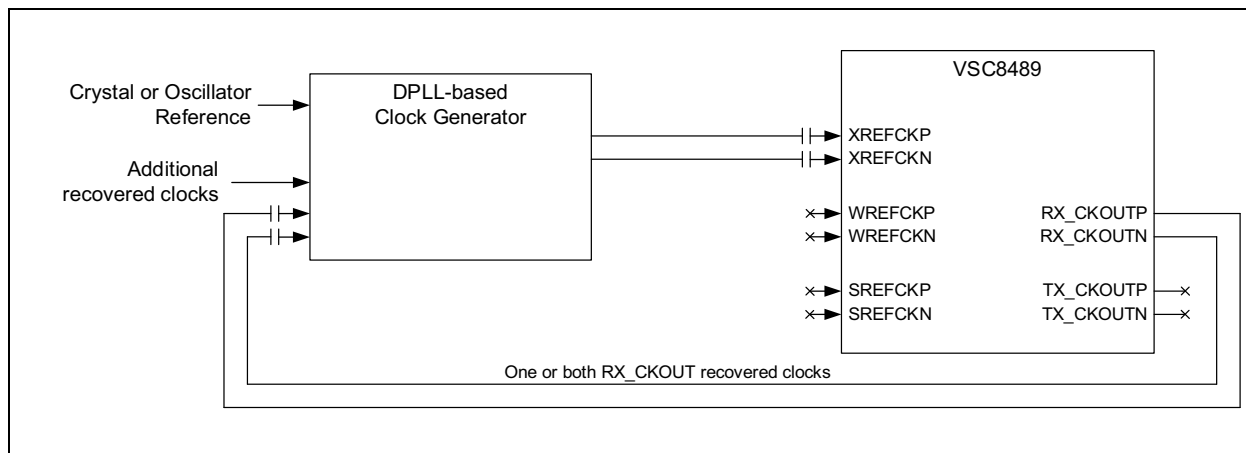 VSC8489
DPLL-based
Clock Generator
Crystal or Oscillator
Reference
Additional
recovered clocks
XREFCKP
XREFCKN
WREFCKP
WREFCKN
SREFCKP
SREFCKN
RX_CKOUTP
RX_CKOUTN
TX_CKOUTP
TX_CKOUTN
One or both RX_CKOUT recovered clocks